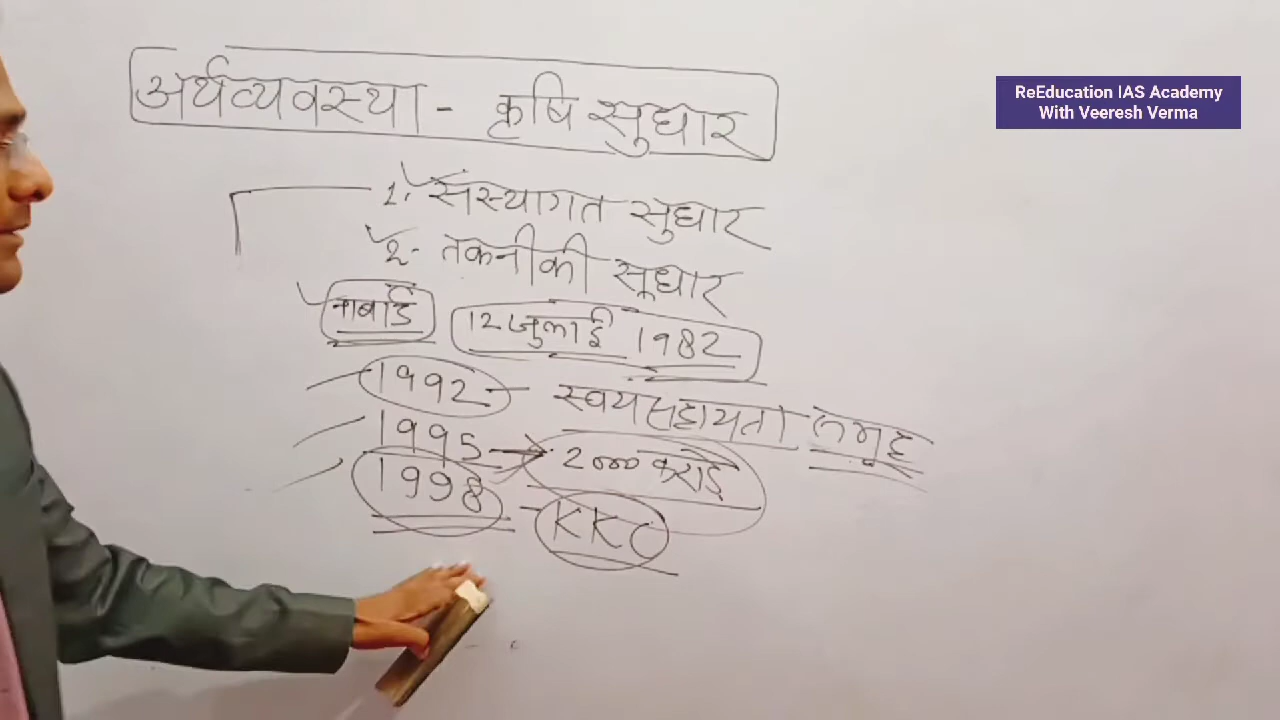 अर्थव्यवस्था - कृषि सुधार
ReEducation IAS Academy
With Veeresh Verma
1. संस्थागत सुधार
2- तकनीकी सुधार
नाबार्ड 12 जुलाई 1982
1992 - स्वयं सहायता समूह
1995 → 2000 करोड़
1998 - KKC